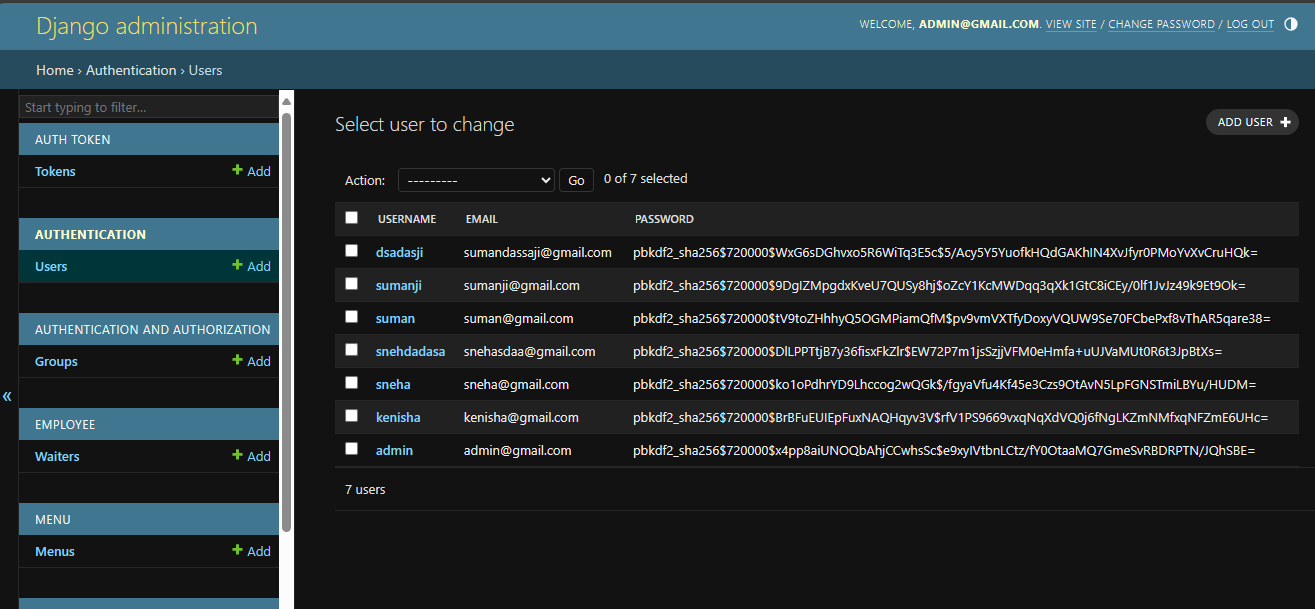 Django administration
WELCOME, ADMIN@GMAIL.COM. VIEW SITE / CHANGE PASSWORD / LOG OUT
Home › Authentication › Users
Start typing to filter...
AUTH TOKEN
Tokens + Add
AUTHENTICATION
Users + Add
AUTHENTICATION AND AUTHORIZATION
Groups + Add
EMPLOYEE
Waiters + Add
MENU
Menus + Add
«
Select user to change
ADD USER +
Action: --------- Go 0 of 7 selected
USERNAME EMAIL PASSWORD
dsadasji sumandassaji@gmail.com pbkdf2_sha256$720000$WxG6sDGhvxo5R6WiTq3E5c$5/Acy5Y5YuofkHQdGAKhIN4XvJfyr0PMoYvXvCruHQk=
sumanji sumanji@gmail.com pbkdf2_sha256$720000$9DgIZMpgdxKveU7QUSy8hj$oZcY1KcMWDqq3qXk1GtC8iCEy/0lf1JvJz49k9Et9Ok=
suman suman@gmail.com pbkdf2_sha256$720000$tV9toZHhhyQ5OGMPiamQfM$pv9vmVXTfyDoxyVQUW9Se70FCbePxf8vThAR5qare38=
snehdadasa snehasdaa@gmail.com pbkdf2_sha256$720000$DlLPPTtjB7y36fisxFkZlr$EW72P7m1jsSzjjVFM0eHmfa+uUJVaMUt0R6t3JpBtXs=
sneha sneha@gmail.com pbkdf2_sha256$720000$ko1oPdhrYD9Lhccog2wQGk$/fgyaVfu4Kf45e3Czs9OtAvN5LpFGNSTmiLBYu/HUDM=
kenisha kenisha@gmail.com pbkdf2_sha256$720000$BrBFuEUIEpFuxNAQHqyv3V$rfV1PS9669vxqNqXdVQ0j6fNgLKZmNMfxqNFZmE6UHc=
admin admin@gmail.com pbkdf2_sha256$720000$x4pp8aiUNOQbAhjCCwhsSc$e9xyIVtbnLCtz/fY0OtaaMQ7GmeSvRBDRPTN/JQhSBE=
7 users